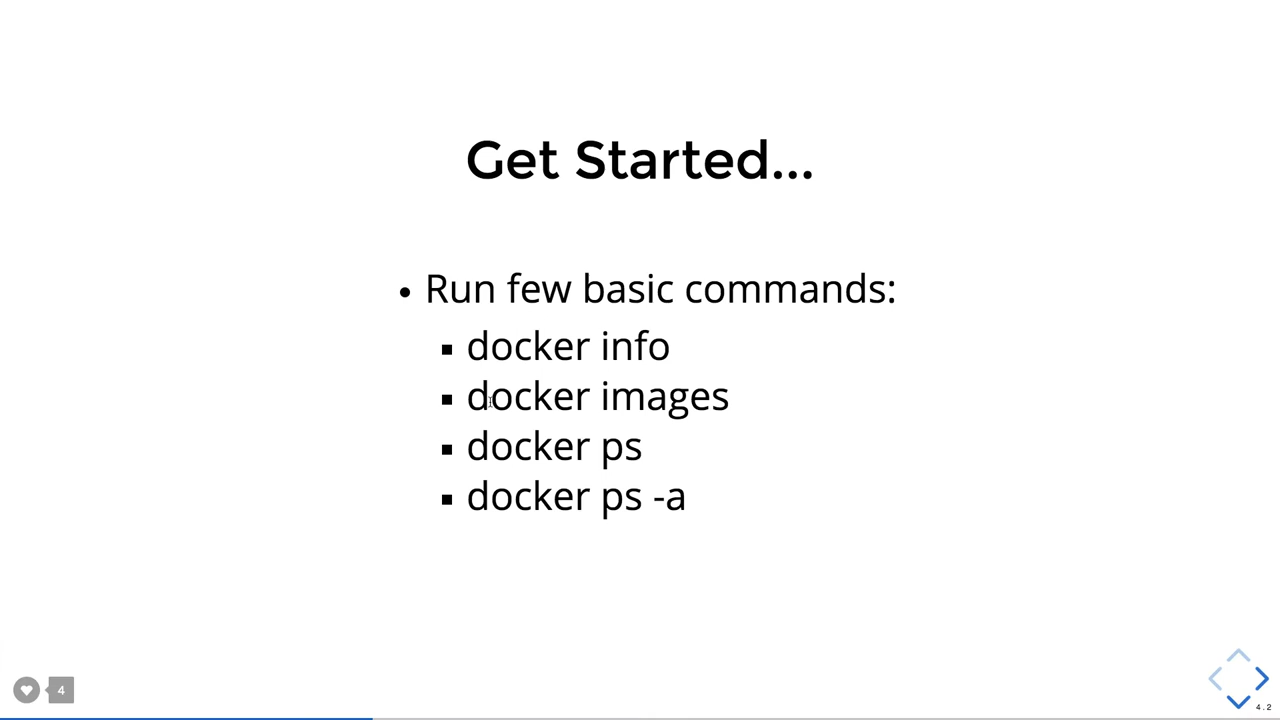 Get Started...
• Run few basic commands:
▪ docker info
▪ docker images
▪ docker ps
▪ docker ps -a
4
4.2